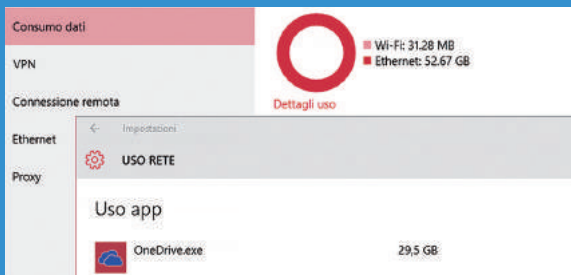 Consumo dati
VPN
Connessione remota
Ethernet
Proxy
Wi-Fi: 31.28 MB
Ethernet: 52.67 GB
Dettagli uso
Impostazioni
USO RETE
Uso app
OneDrive.exe 29,5 GB